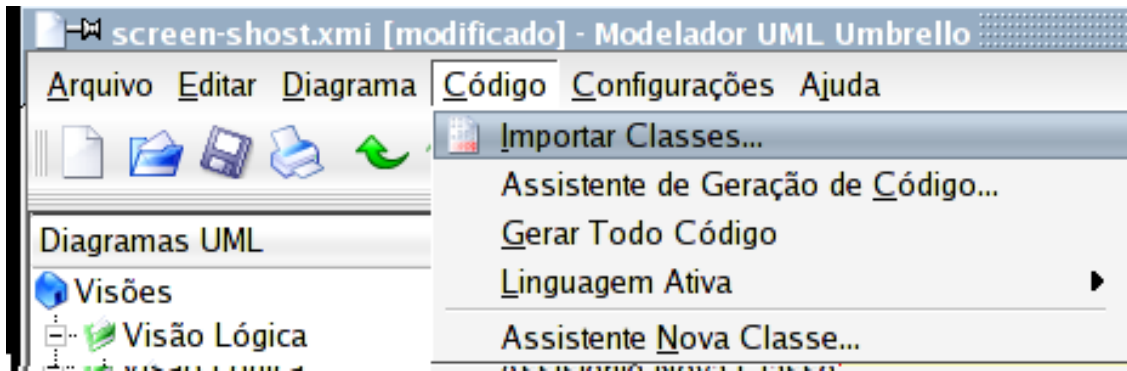 screen-shost.xmi [modificado] - Modelador UML Umbrello
Arquivo Editar Diagrama Código Configurações Ajuda
Importar Classes...
Assistente de Geração de Código...
Gerar Todo Código
Linguagem Ativa
Assistente Nova Classe...
Diagramas UML
Visões
Visão Lógica